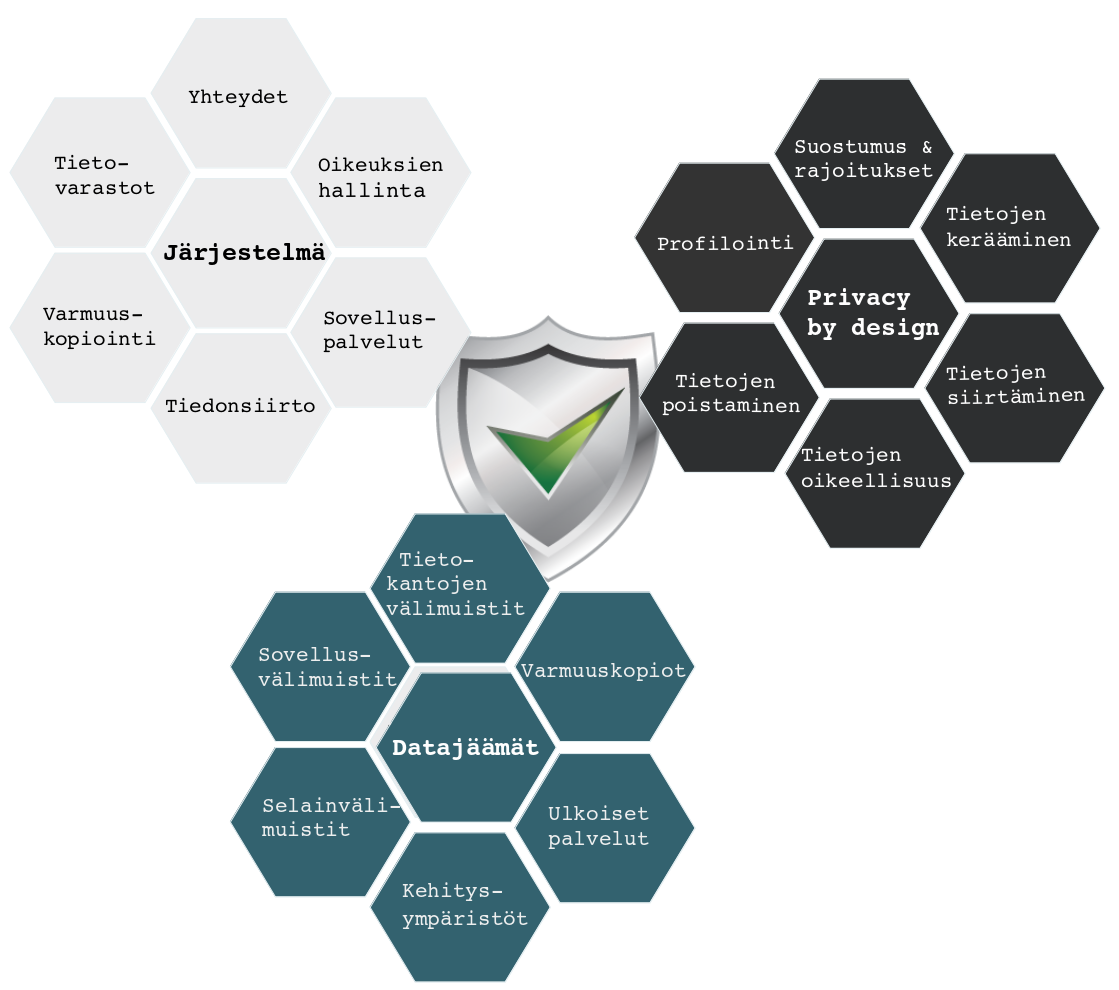 Yhteydet
Tieto-
varastot
Oikeuksien
hallinta
Järjestelmä
Varmuus-
kopiointi
Sovellus-
palvelut
Tiedonsiirto
Suostumus &
rajoitukset
Profilointi
Tietojen
kerääminen
Privacy
by design
Tietojen
poistaminen
Tietojen
siirtäminen
Tietojen
oikeellisuus
Tieto-
kantojen
välimuistit
Sovellus-
välimuistit
Varmuuskopiot
Datajäämät
Selainväli-
muistit
Ulkoiset
palvelut
Kehitys-
ympäristöt